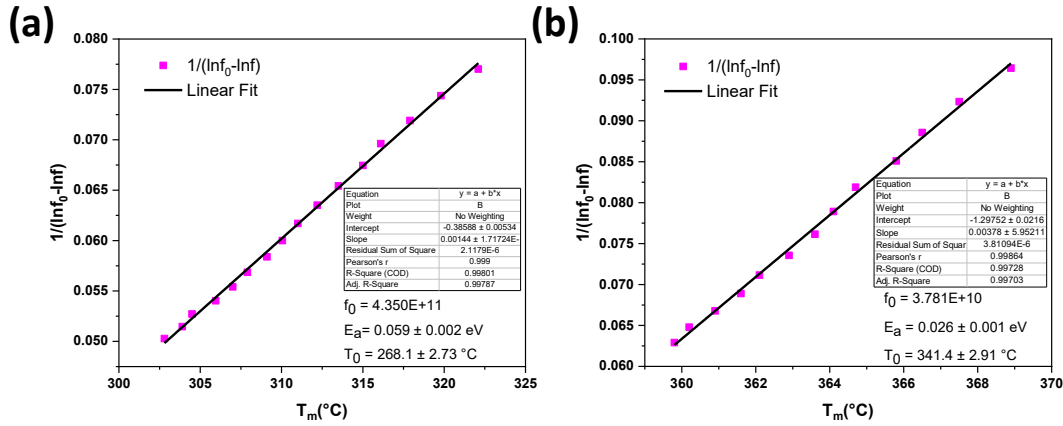 (a)
0.080
0.075
0.070
0.065
0.060
0.055
0.050
1/(lnf₀-lnf)
1/(lnf₀-lnf)
Linear Fit
Equation y = a + b*x
Plot B
Weight No Weighting
Intercept -0.38588 ± 0.00534
Slope 0.00144 ± 1.71724E-
Residual Sum of Square 2.1179E-6
Pearson's r 0.999
R-Square (COD) 0.99801
Adj. R-Square 0.99787
f₀ = 4.350E+11
Eₐ= 0.059 ± 0.002 eV
T₀ = 268.1 ± 2.73 °C
300 305 310 315 320 325
Tₘ(°C)
(b)
0.100
0.095
0.090
0.085
0.080
0.075
0.070
0.065
0.060
1/(lnf₀-lnf)
1/(lnf₀-lnf)
Linear Fit
Equation y = a + b*x
Plot B
Weight No Weighting
Intercept -1.29752 ± 0.0216
Slope 0.00378 ± 5.95211
Residual Sum of Squar 3.81094E-6
Pearson's r 0.99864
R-Square (COD) 0.99728
Adj. R-Square 0.99703
f₀ = 3.781E+10
Eₐ = 0.026 ± 0.001 eV
T₀ = 341.4 ± 2.91 °C
360 362 364 366 368 370
Tₘ(°C)